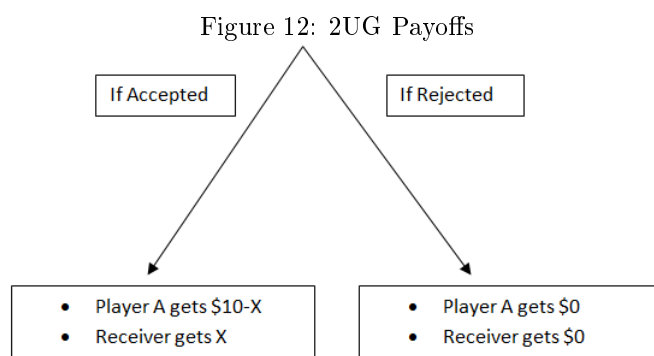 Figure 12: 2UG Payoffs
If Accepted
If Rejected
• Player A gets $10-X
• Receiver gets X
• Player A gets $0
• Receiver gets $0